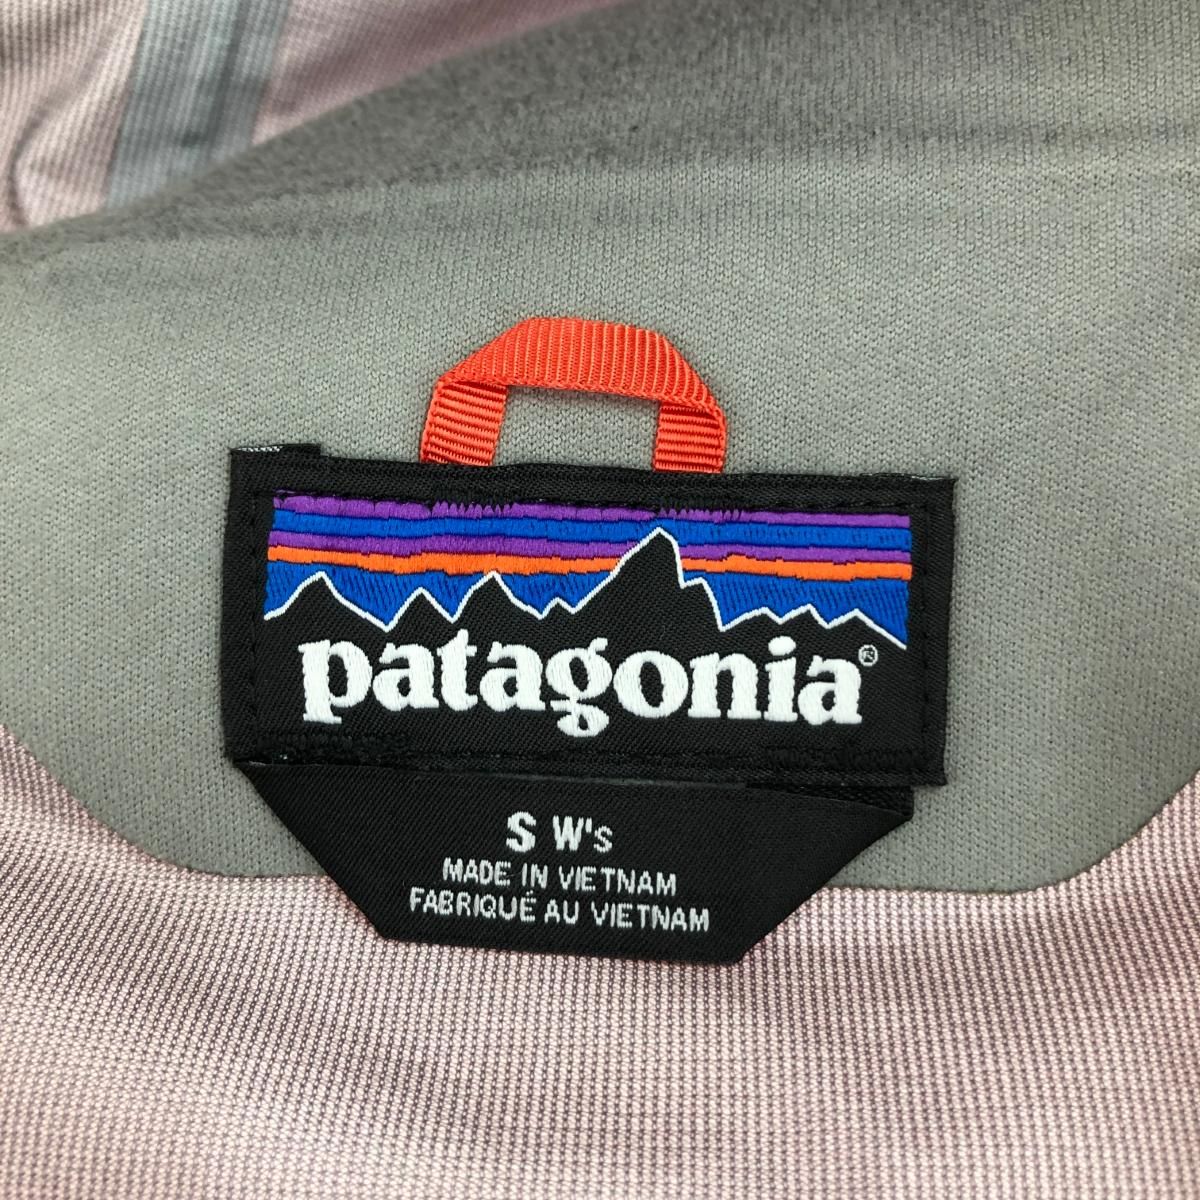 patagonia®
S W's
MADE IN VIETNAM
FABRIQUÉ AU VIETNAM